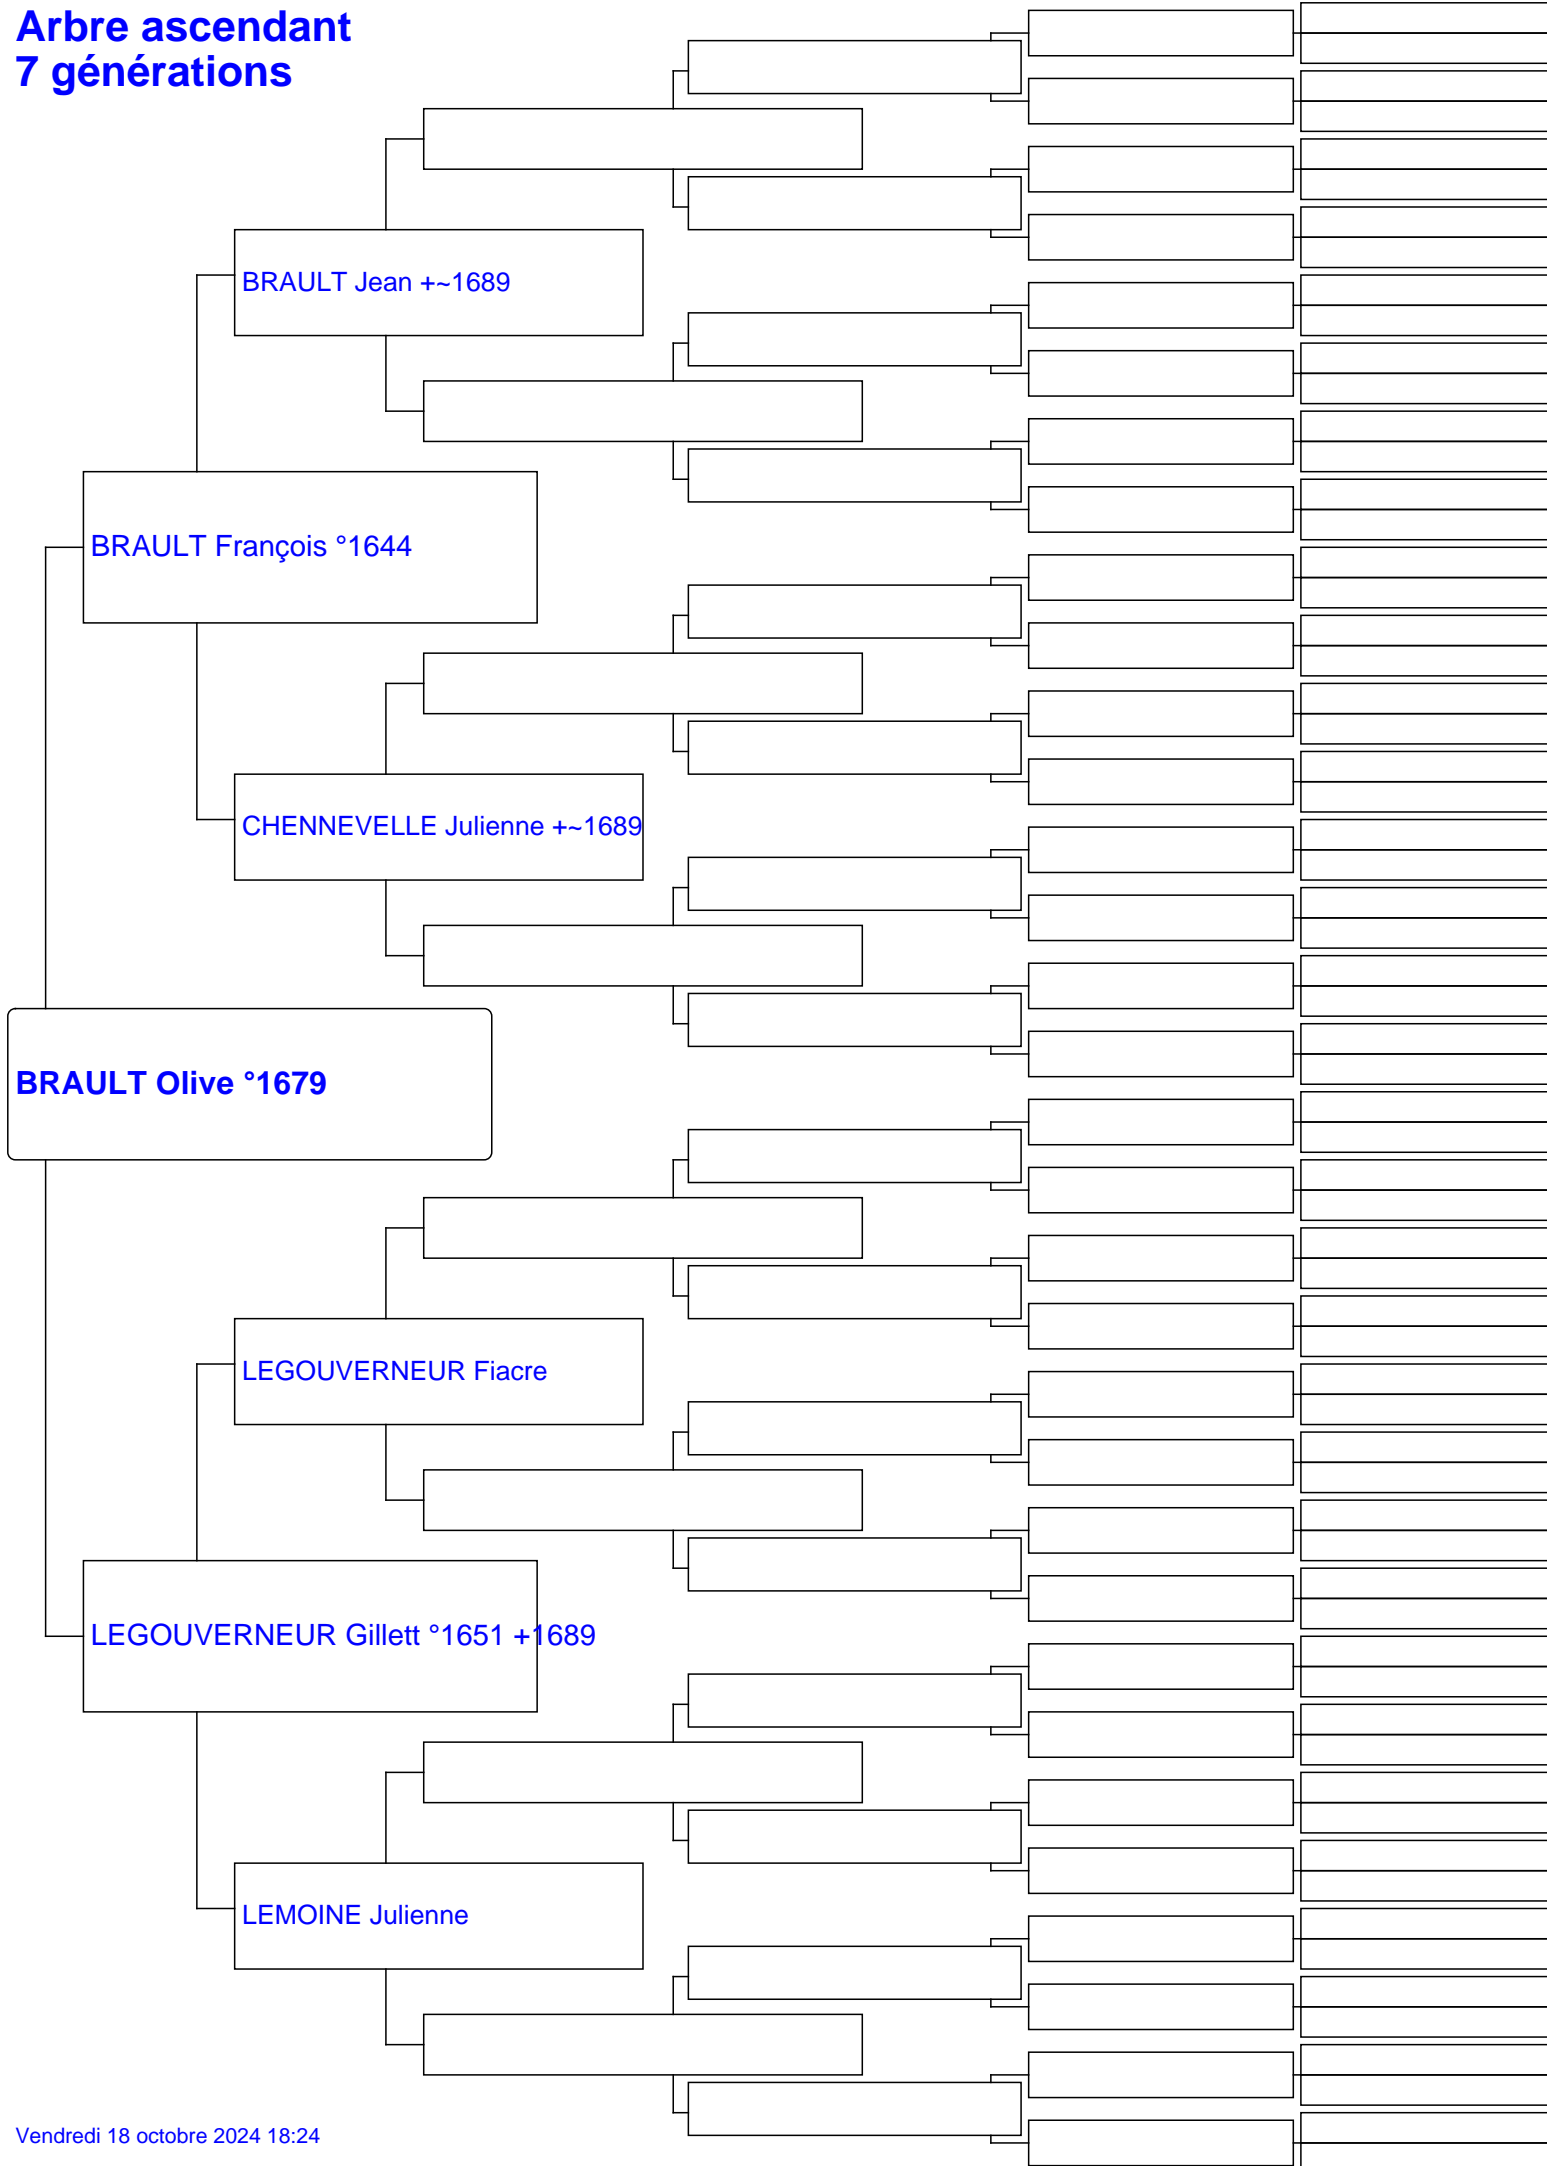 Arbre ascendant
7 générations
BRAULT Jean +~1689
BRAULT François °1644
CHENNEVELLE Julienne +~1689
BRAULT Olive °1679
LEGOUVERNEUR Fiacre
LEGOUVERNEUR Gillett °1651 +1689
LEMOINE Julienne
Vendredi 18 octobre 2024 18:24